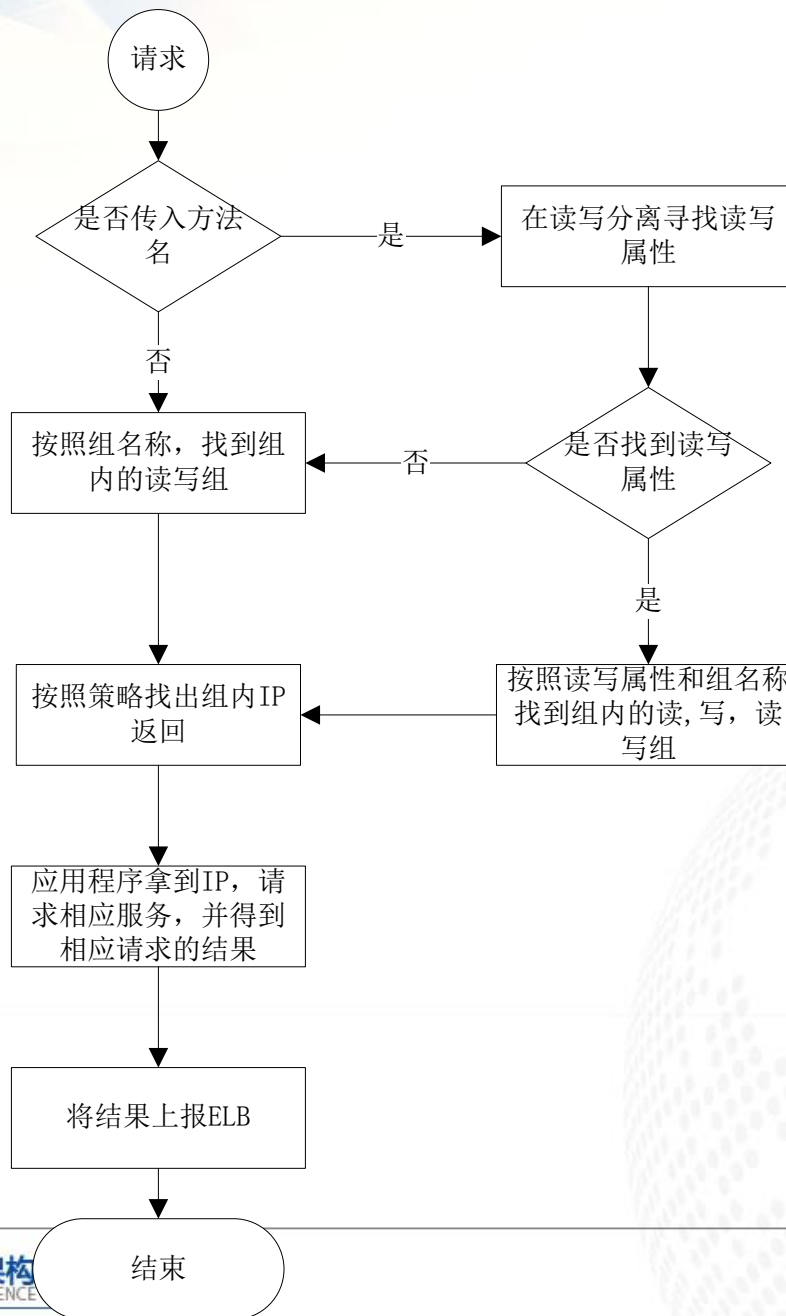 请求
是否传入方法
名
是
在读写分离寻找读写
属性
否
按照组名称，找到组
内的读写组
否
是否找到读写
属性
是
按照策略找出组内IP
返回
按照读写属性和组名称
找到组内的读,写，读
写组
应用程序拿到IP，请
求相应服务，并得到
相应请求的结果
将结果上报ELB
结束
构
ENCE